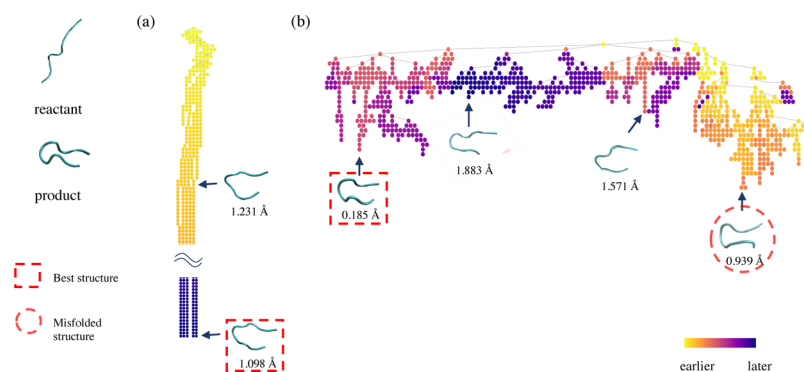 (a)
(b)
reactant
product
1.231 Å
1.883 Å
1.571 Å
0.185 Å
0.939 Å
1.098 Å
Best structure
Misfolded
structure
earlier
later